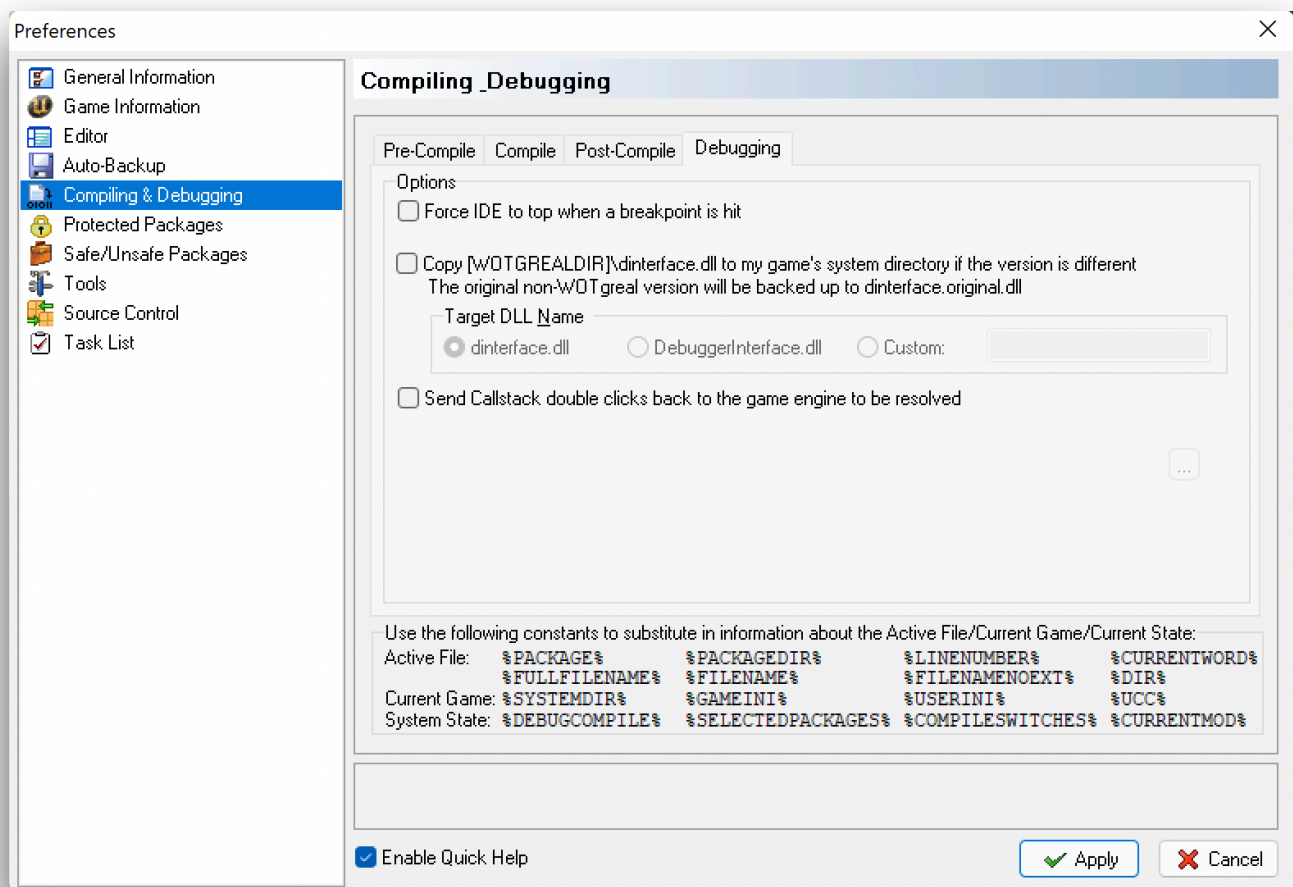 Preferences
General Information
Game Information
Editor
Auto-Backup
Compiling & Debugging
Protected Packages
Safe/Unsafe Packages
Tools
Source Control
Task List
Compiling _Debugging
Pre-Compile Compile Post-Compile Debugging
Options
Force IDE to top when a breakpoint is hit
Copy [WOTGREALDIR]\dinterface.dll to my game's system directory if the version is different
The original non-WOTgreal version will be backed up to dinterface.original.dll
Target DLL Name
dinterface.dll DebuggerInterface.dll Custom:
Send Callstack double clicks back to the game engine to be resolved
...
Use the following constants to substitute in information about the Active File/Current Game/Current State:
Active File: %PACKAGE% %PACKAGEDIR% %LINENUMBER% %CURRENTWORD%
%FULLFILENAME% %FILENAME% %FILENAMENOEXT% %DIR%
Current Game: %SYSTEMDIR% %GAMEINI% %USERINI% %UCC%
System State: %DEBUGCOMPILE% %SELECTEDPACKAGES% %COMPILESWITCHES% %CURRENTMOD%
Enable Quick Help
Apply Cancel